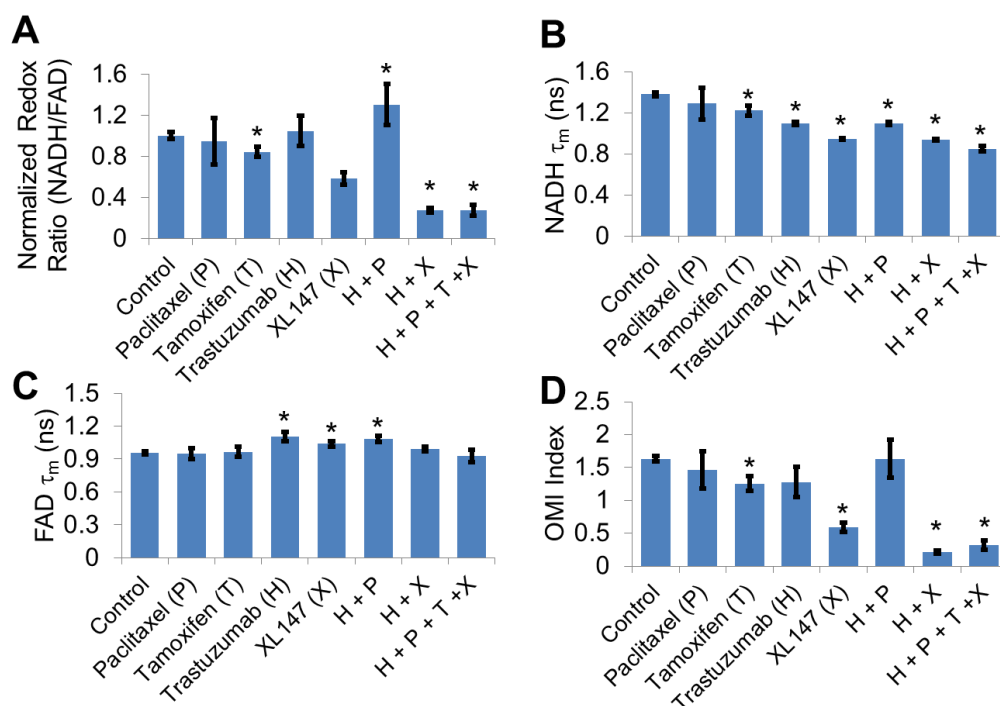 A
Normalized Redox
Ratio (NADH/FAD)
1.6
1.2
0.8
0.4
0
*
*
*
*
Control
Paclitaxel (P)
Tamoxifen (T)
Trastuzumab (H)
XL147 (X)
H + P
H + X
H + P + T +X
B
NADH τm (ns)
1.6
1.2
0.8
0.4
0
*
*
*
*
*
*
Control
Paclitaxel (P)
Tamoxifen (T)
Trastuzumab (H)
XL147 (X)
H + P
H + X
H + P + T +X
C
FAD τm (ns)
1.5
1.2
0.9
0.6
0.3
0
*
*
*
Control
Paclitaxel (P)
Tamoxifen (T)
Trastuzumab (H)
XL147 (X)
H + P
H + X
H + P + T +X
D
OMI Index
2.5
2
1.5
1
0.5
0
*
*
*
*
Control
Paclitaxel (P)
Tamoxifen (T)
Trastuzumab (H)
XL147 (X)
H + P
H + X
H + P + T +X